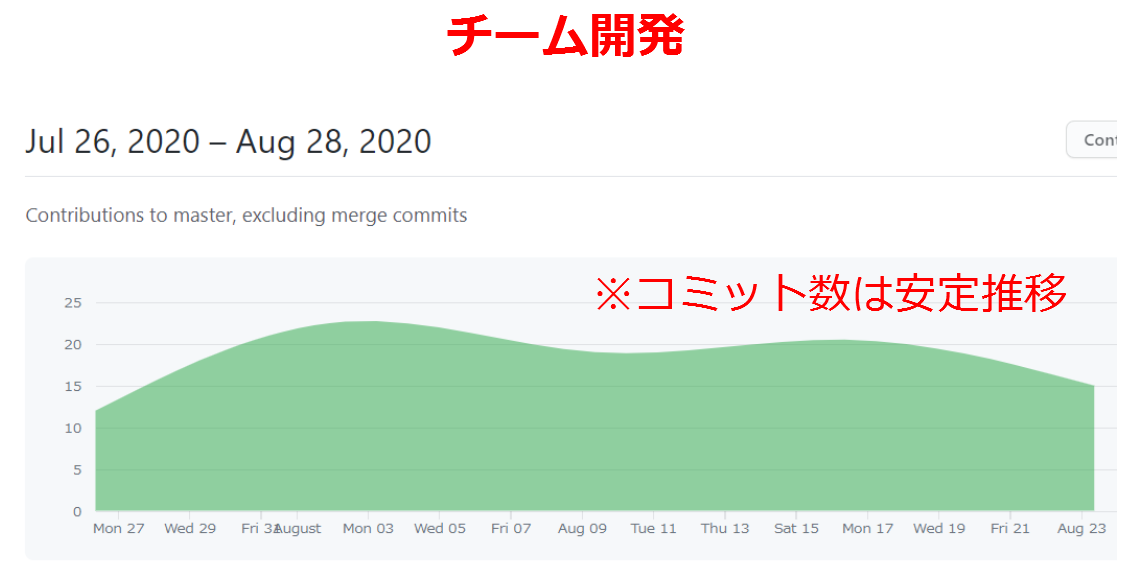 チーム開発
Jul 26, 2020 – Aug 28, 2020
Cont
Contributions to master, excluding merge commits
※コミット数は安定推移
25
20
15
10
5
0
Mon 27 Wed 29 Fri 31 August Mon 03 Wed 05 Fri 07 Aug 09 Tue 11 Thu 13 Sat 15 Mon 17 Wed 19 Fri 21 Aug 23